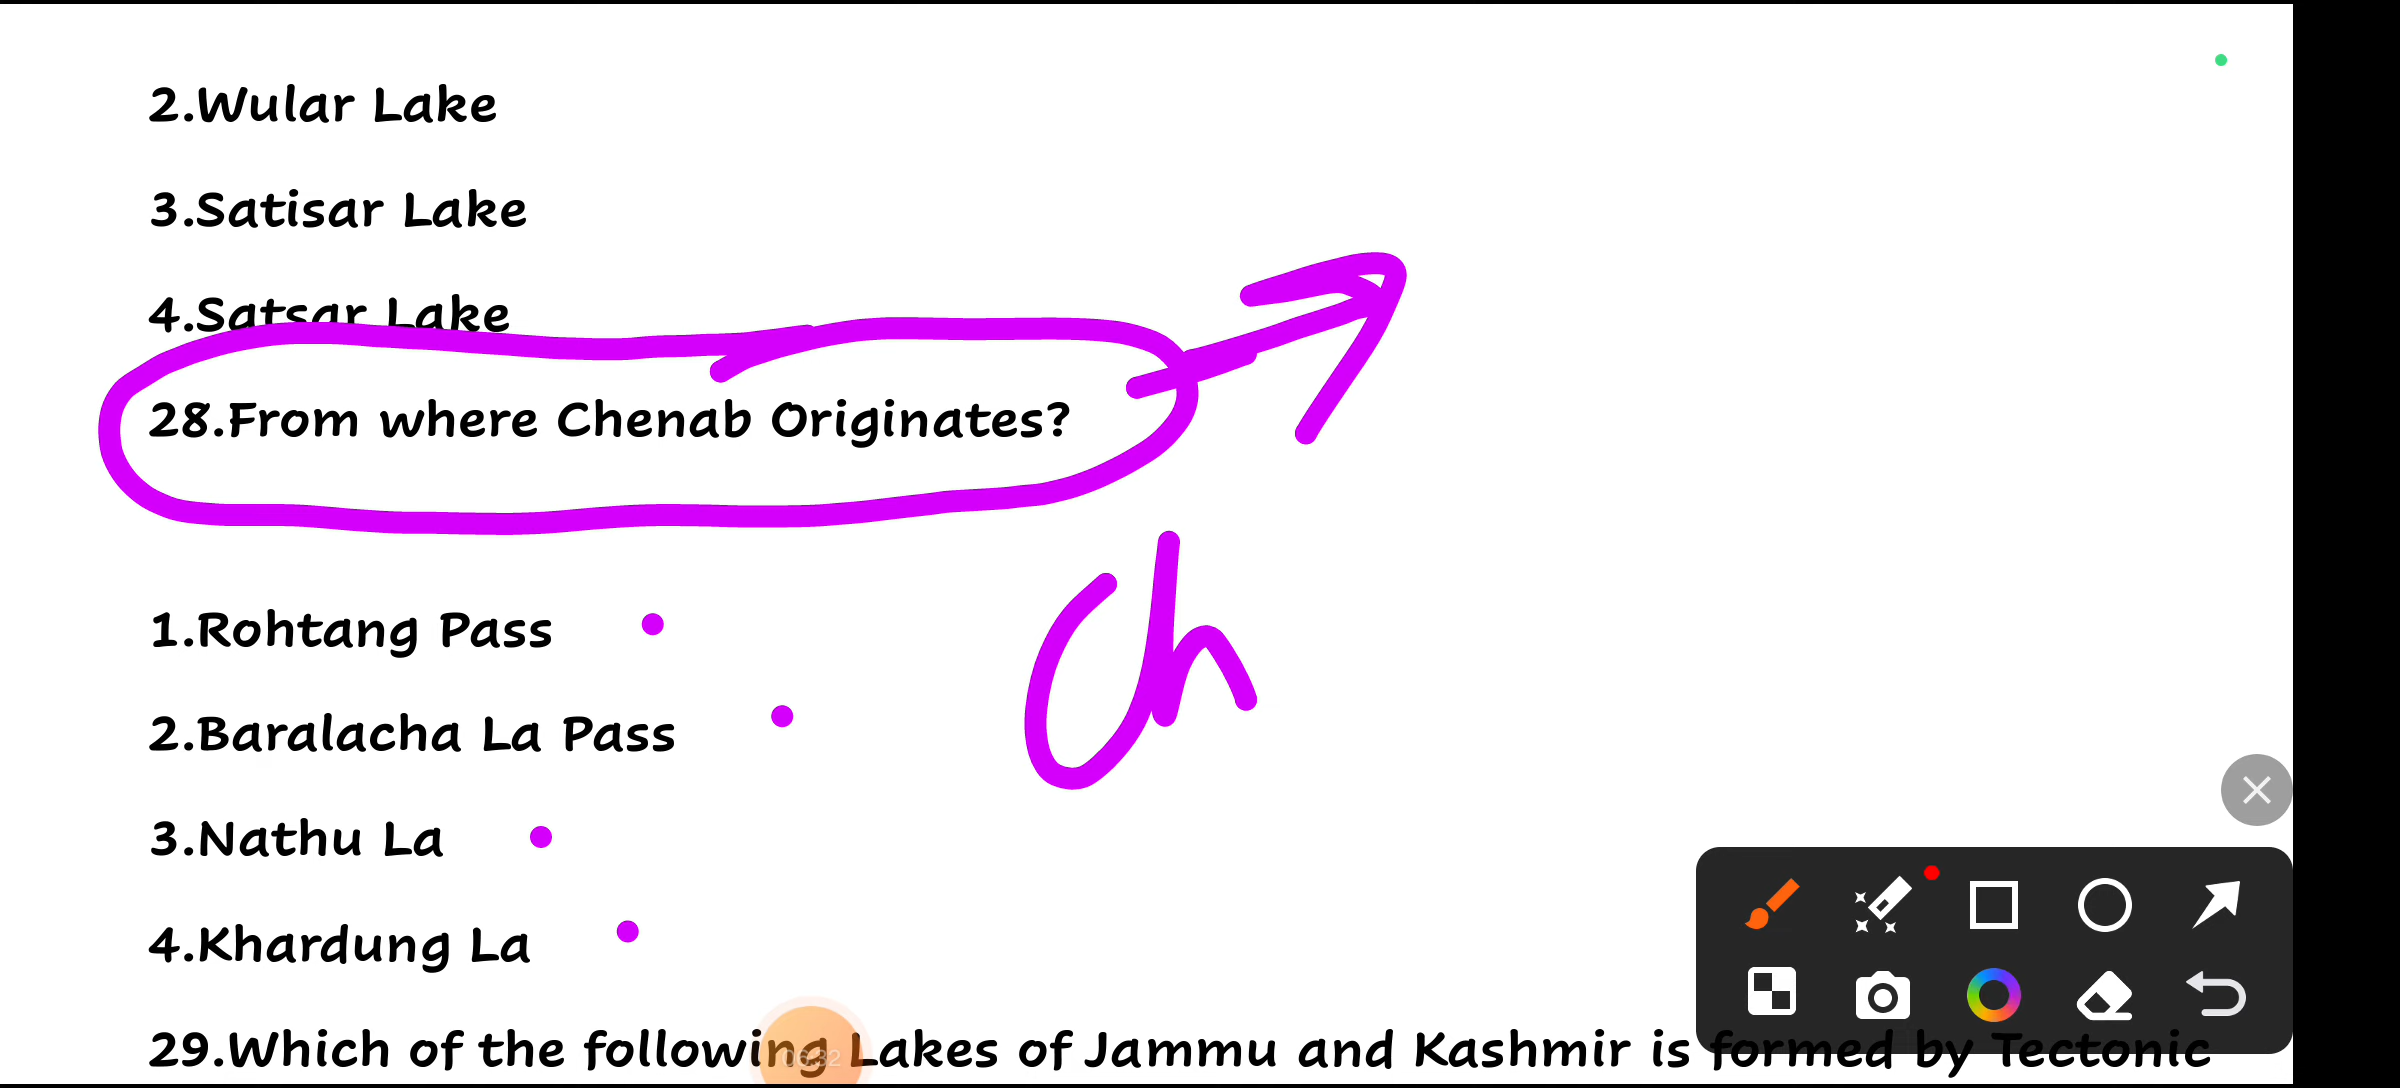 2.Wular Lake
3.Satisar Lake
4.Satsar Lake
28.From where Chenab Originates?
Ch
1.Rohtang Pass
2.Baralacha La Pass
3.Nathu La
4.Khardung La
29.Which of the following Lakes of Jammu and Kashmir is formed by Tectonic